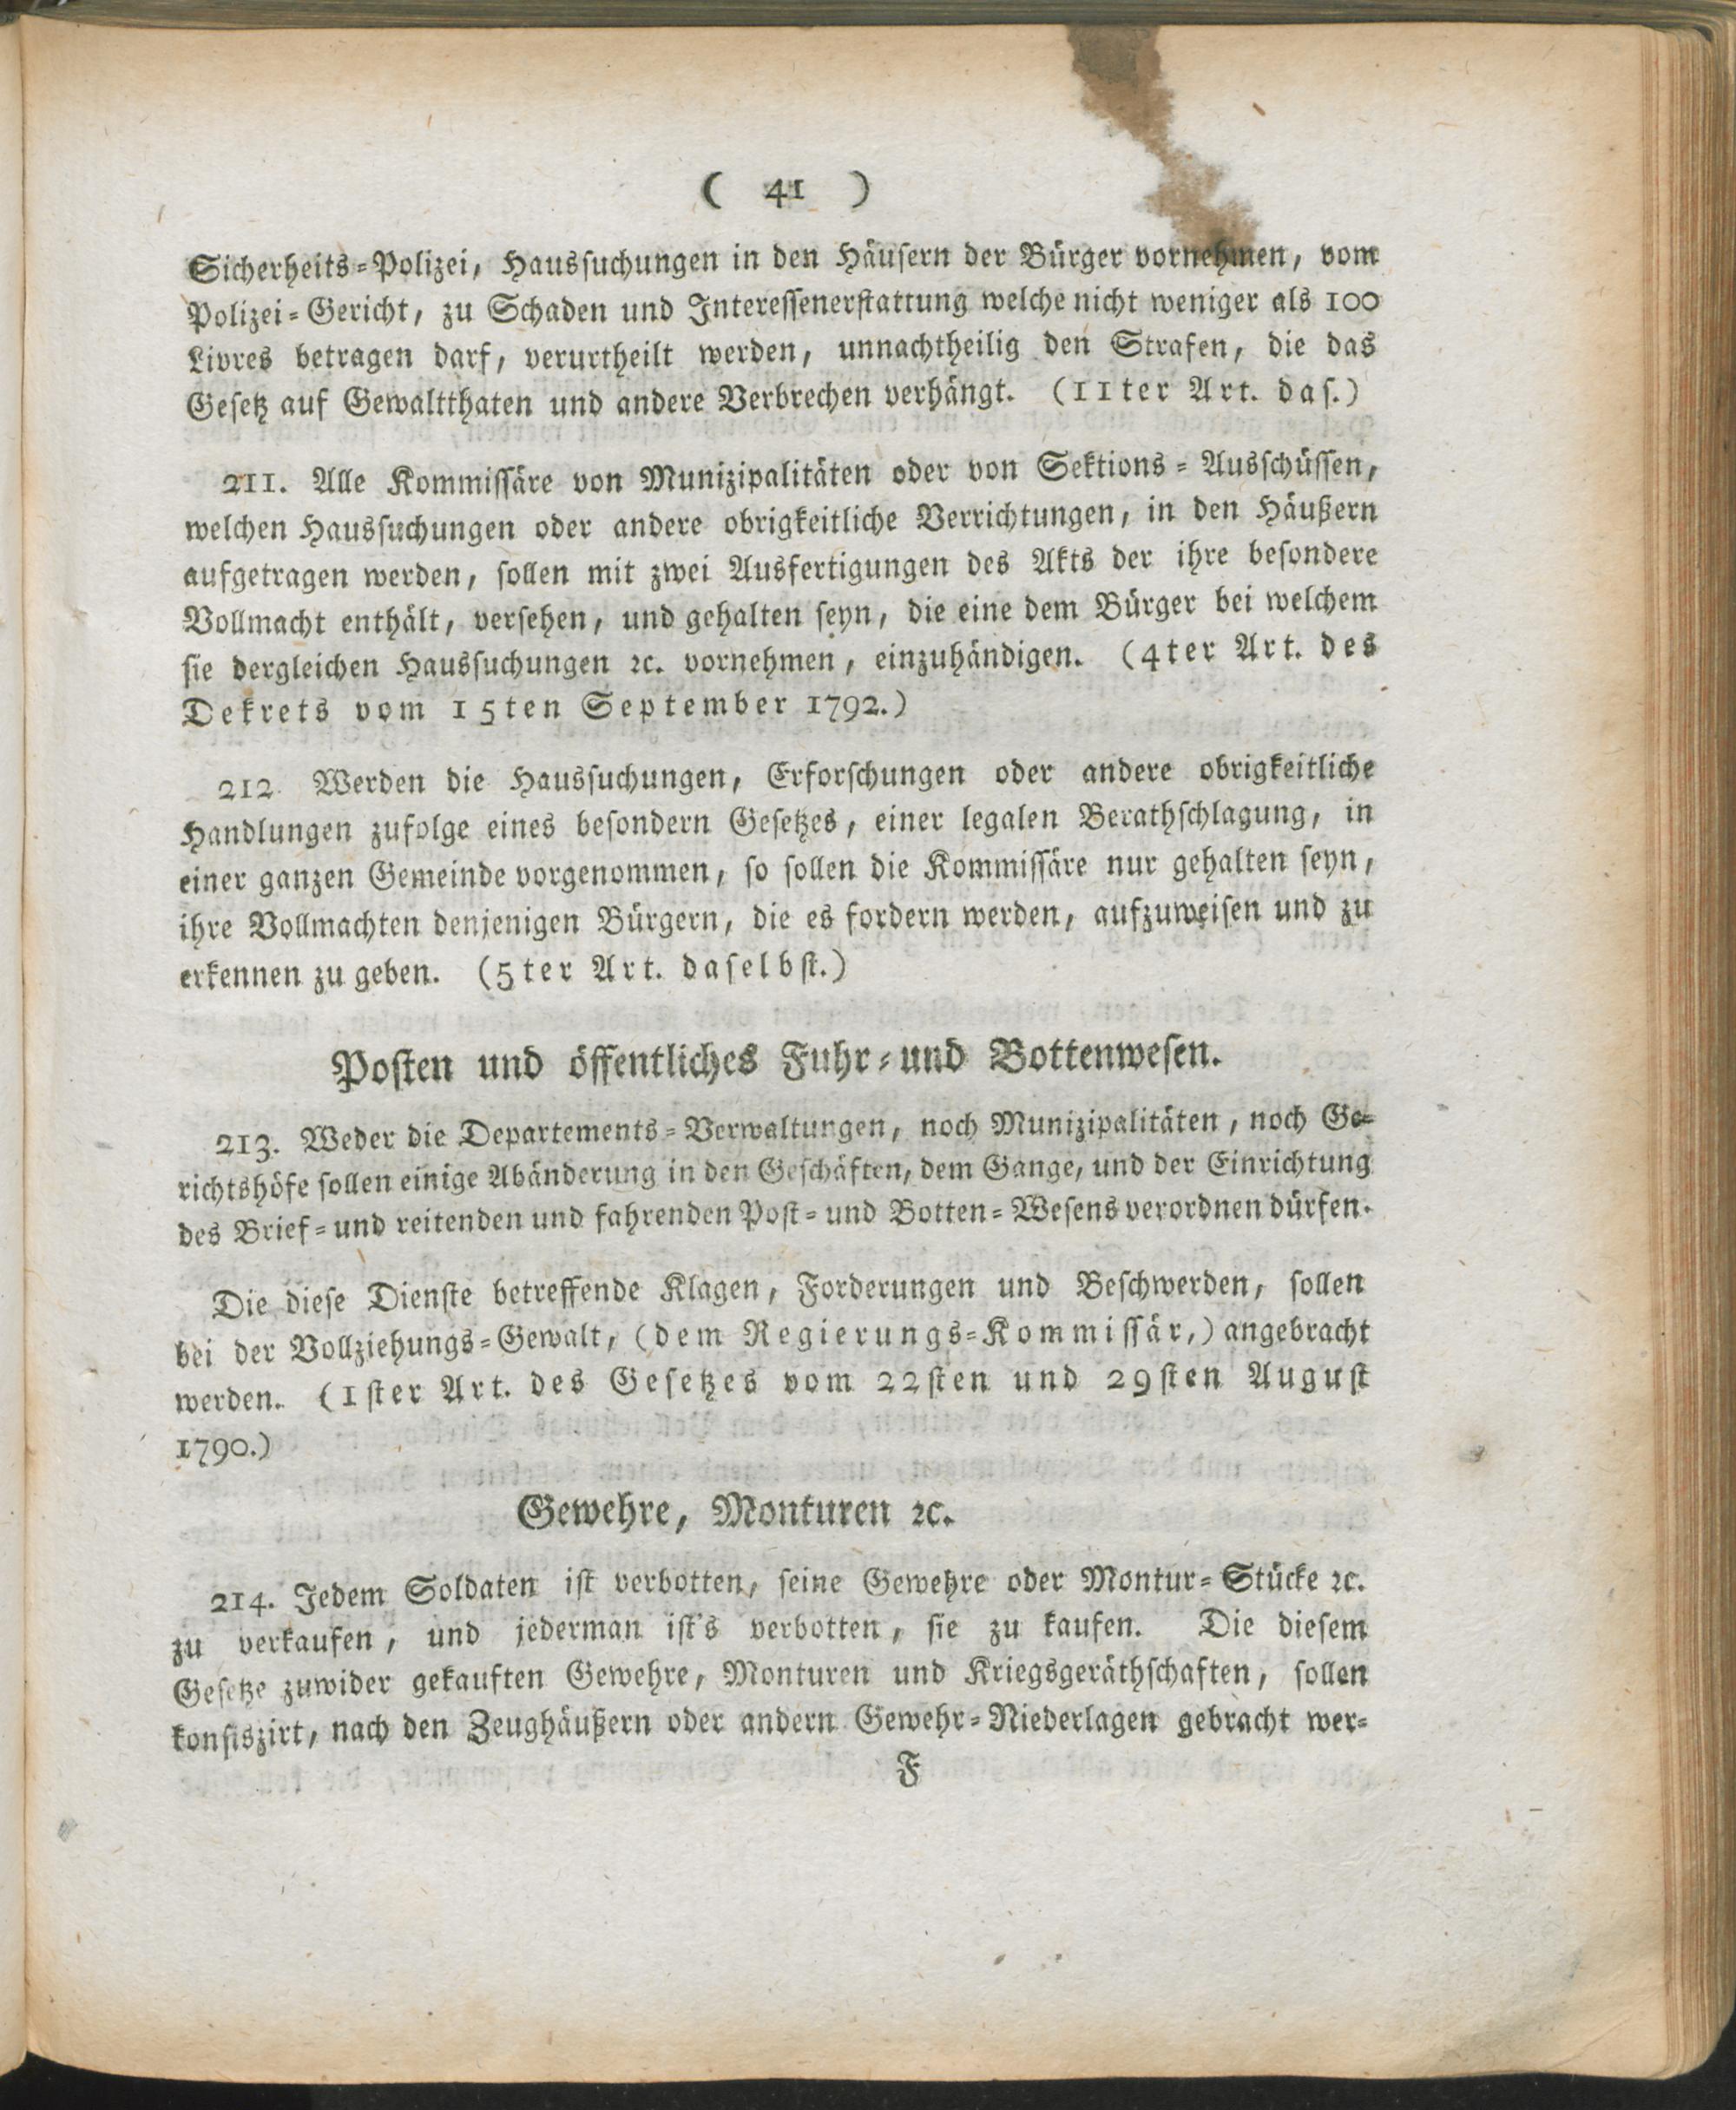 ( 41 )
Sicherheits-Polizei, Haussuchungen in den Häusern der Bürger vornehmen, vom
Polizei-Gericht, zu Schaden und Interessenerstattung welche nicht weniger als 100
Livres betragen darf, verurtheilt werden, unnachtheilig den Strafen, die das
Gesetz auf Gewaltthaten und andere Verbrechen verhängt. (11ter Art. das.)
211. Alle Kommissäre von Munizipalitäten oder von Sektions-Ausschüssen,
welchen Haussuchungen oder andere obrigkeitliche Verrichtungen, in den Häußern
aufgetragen werden, sollen mit zwei Ausfertigungen des Akts der ihre besondere
Vollmacht enthält, versehen, und gehalten seyn, die eine dem Bürger bei welchem
sie dergleichen Haussuchungen ꝛc. vornehmen, einzuhändigen. (4ter Art. des
Dekrets vom 15ten September 1792.)
212 Werden die Haussuchungen, Erforschungen oder andere obrigkeitliche
Handlungen zufolge eines besondern Gesetzes, einer legalen Berathschlagung, in
einer ganzen Gemeinde vorgenommen, so sollen die Kommissäre nur gehalten seyn,
ihre Vollmachten denjenigen Bürgern, die es fordern werden, aufzuweisen und zu
erkennen zu geben. (5ter Art. daselbst.)
Posten und öffentliches Fuhr-und Bottenwesen.
213. Weder die Departements-Verwaltungen, noch Munizipalitäten, noch Ge-
richtshöfe sollen einige Abänderung in den Geschäften, dem Gange, und der Einrichtung
des Brief-und reitenden und fahrenden Post-und Botten-Wesens verordnen dürfen.
Die diese Dienste betreffende Klagen, Forderungen und Beschwerden, sollen
bei der Vollziehungs-Gewalt, (dem Regierungs-Kommissär,) angebracht
werden. (1ster Art. des Gesetzes vom 22sten und 29sten August
1790.)
Gewehre, Monturen ꝛc.
214. Jedem Soldaten ist verbotten, seine Gewehre oder Montur-Stücke ꝛc.
zu verkaufen, und jederman ist's verbotten, sie zu kaufen. Die diesem
Gesetze zuwider gekauften Gewehre, Monturen und Kriegsgeräthschaften, sollen
konfiszirt, nach den Zeughäußern oder andern Gewehr-Niederlagen gebracht wer-
F